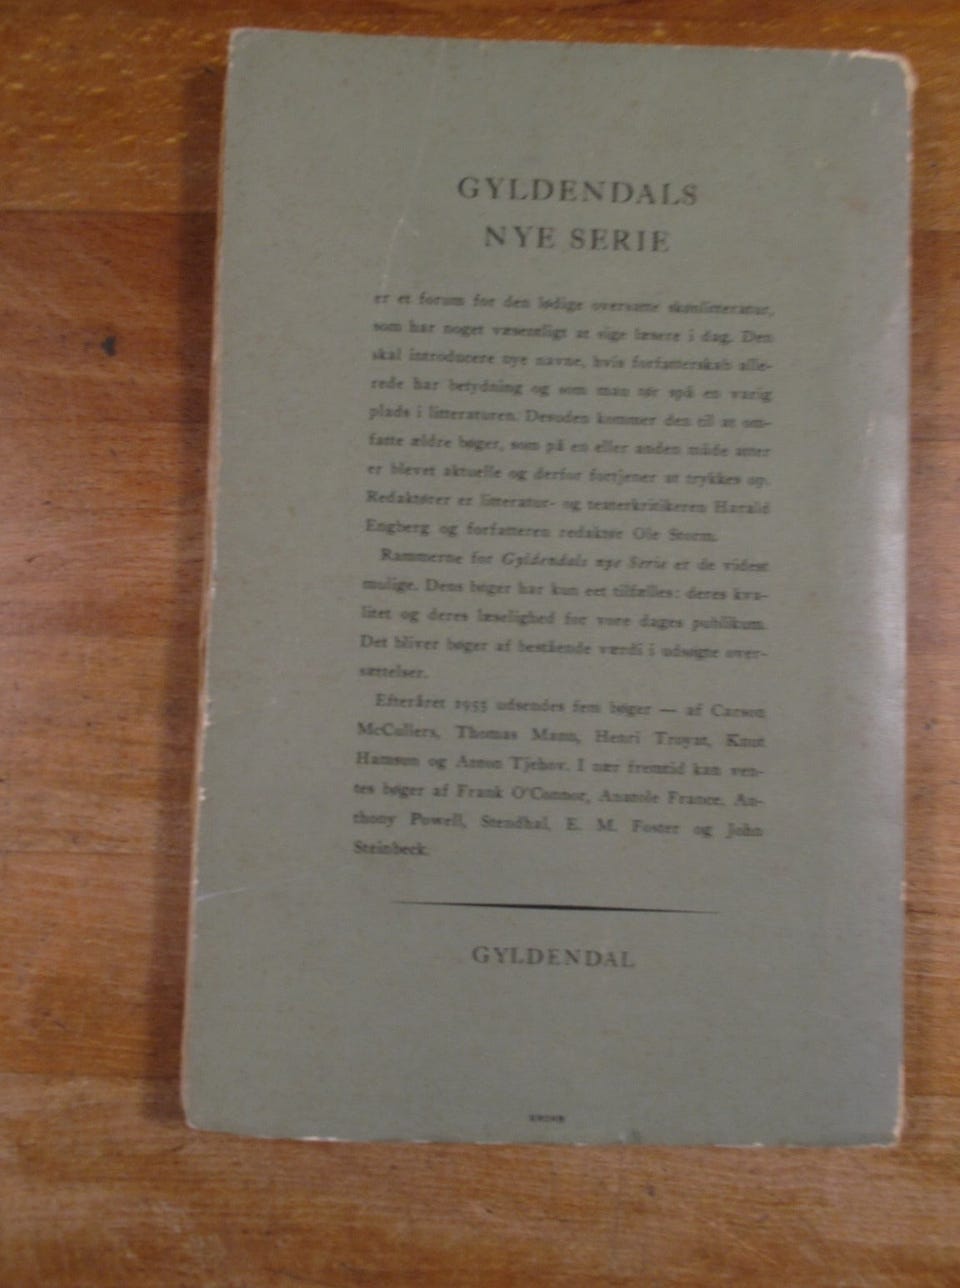 GYLDENDALS
NYE SERIE
er et forum for den lødige oversatte skønlitteratur,
som har noget væsentligt at sige læsere i dag. Den
skal introducere nye navne, hvis forfatterskab alle-
rede har betydning og som man tør spå en varig
plads i litteraturen. Desuden kommer den til at om-
fatte ældre bøger, som på en eller anden måde atter
er blevet aktuelle og derfor fortjener at trykkes op.
Redaktører er litteratur- og teaterkritikeren Harald
Engberg og forfatteren redaktør Ole Storm.
Rammerne for Gyldendals nye Serie er de videst
mulige. Dens bøger har kun eet tilfælles: deres kva-
litet og deres læselighed for vore dages publikum.
Det bliver bøger af bestående værdi i udsøgte over-
sættelser.
Efteråret 1955 udsendes fem bøger — af Carson
McCullers, Thomas Mann, Henri Troyat, Knut
Hamsun og Anton Tjehov. I nær fremtid kan ven-
tes bøger af Frank O'Connor, Anatole France, An-
thony Powell, Stendhal, E. M. Foster og John
Steinbeck.
GYLDENDAL